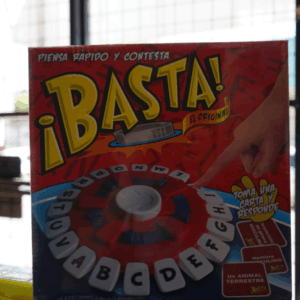 PIENSA RAPIDO Y CONTESTA
¡BASTA!
EL ORIGINAL
TOMA UNA
CARTA
RESPONDE
UN ANIMAL
TERRESTRE
T U V A B C D E F G H